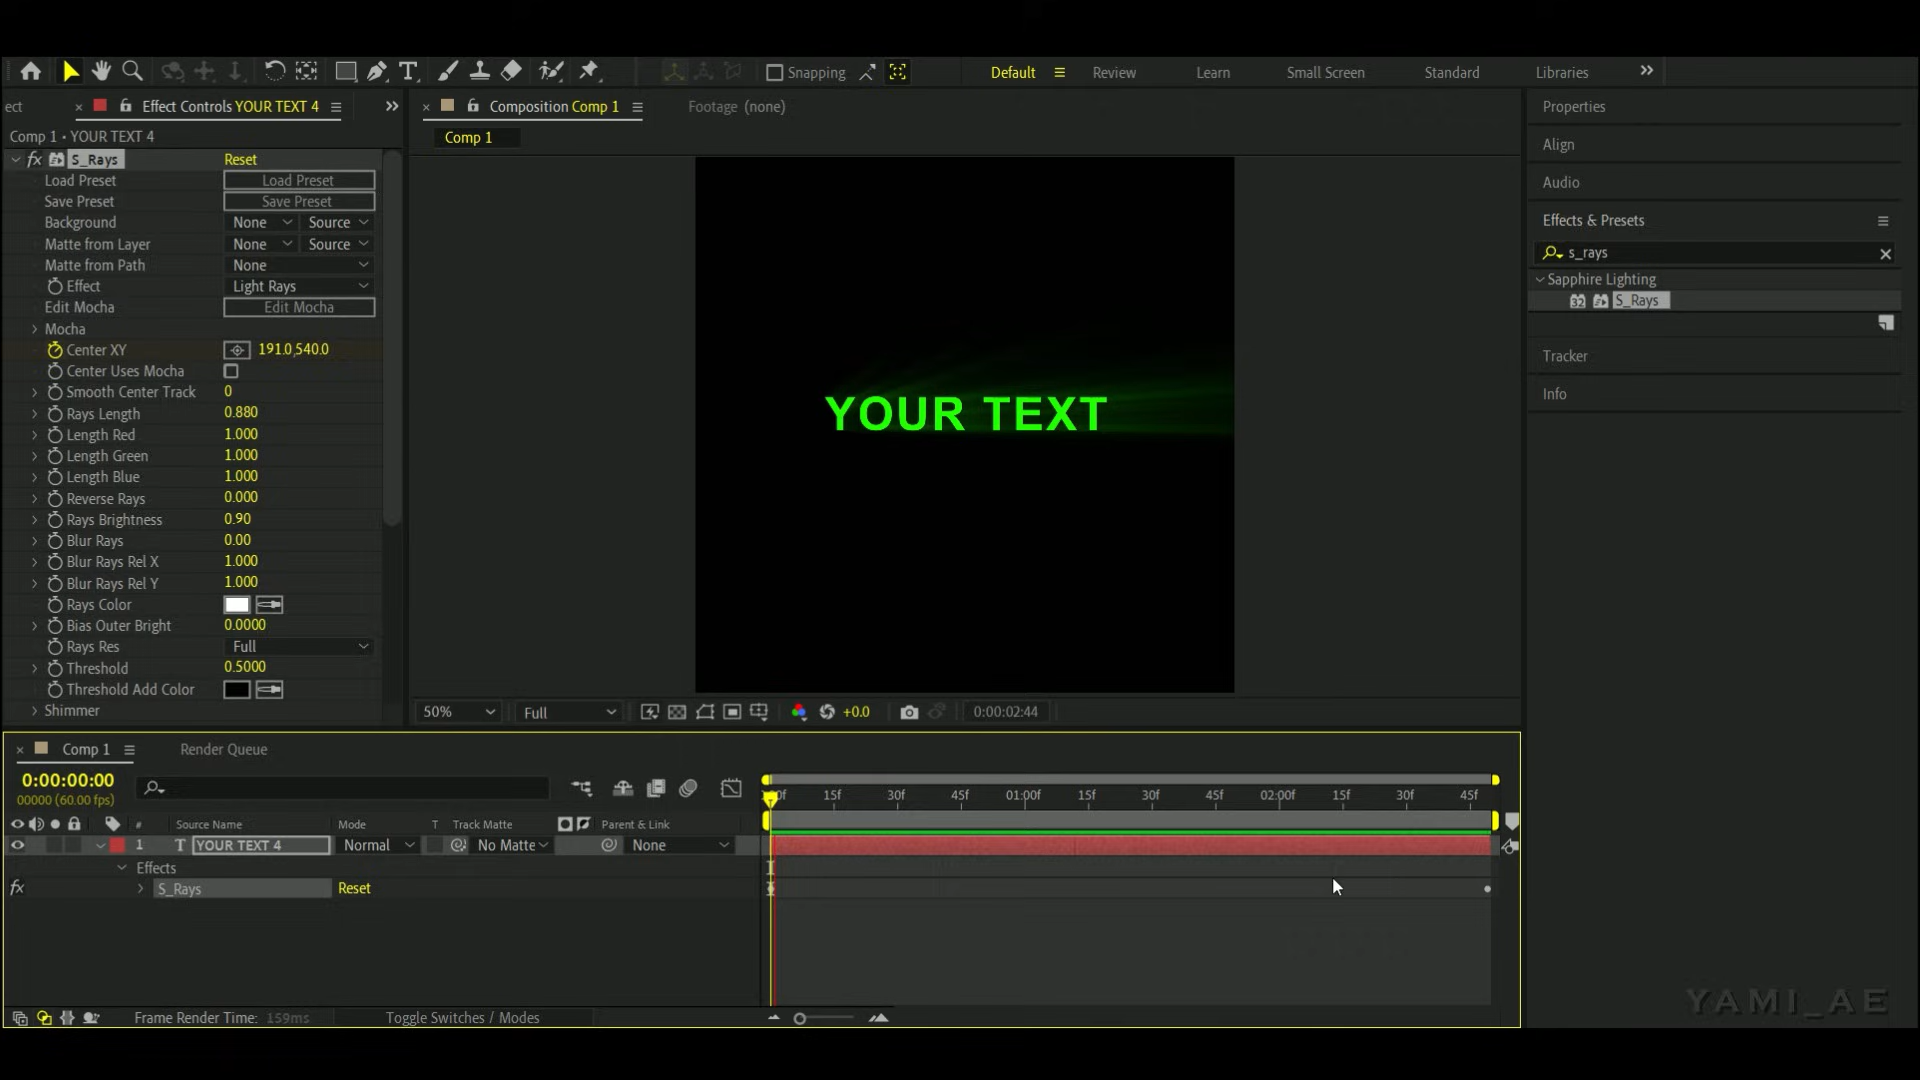 Snapping
Default
Review
Learn
Small Screen
Standard
Libraries
ect
Effect Controls YOUR TEXT 4
Composition Comp 1
Footage (none)
Properties
Comp 1 • YOUR TEXT 4
Comp 1
Align
S_Rays Reset
Load Preset Load Preset
Save Preset Save Preset
Background None Source
Matte from Layer None Source
Matte from Path None
Effect Light Rays
Edit Mocha Edit Mocha
Mocha
Center XY 191.0,540.0
Center Uses Mocha
Smooth Center Track 0
Rays Length 0.880
Length Red 1.000
Length Green 1.000
Length Blue 1.000
Reverse Rays 0.000
Rays Brightness 0.90
Blur Rays 0.00
Blur Rays Rel X 1.000
Blur Rays Rel Y 1.000
Rays Color
Bias Outer Bright 0.0000
Rays Res Full
Threshold 0.5000
Threshold Add Color
Shimmer
YOUR TEXT
50% Full +0.0 0:00:02:44
Audio
Effects & Presets
s_rays
Sapphire Lighting
32 S_Rays
Tracker
Info
Comp 1 Render Queue
0:00:00:00
00000 (60.00 fps)
15f 30f 45f 01:00f 15f 30f 45f 02:00f 15f 30f 45f
# Source Name Mode T Track Matte Parent & Link
1 T YOUR TEXT 4 Normal No Matte None
Effects
fx S_Rays Reset
Frame Render Time: 159ms Toggle Switches / Modes
YAMI_AE